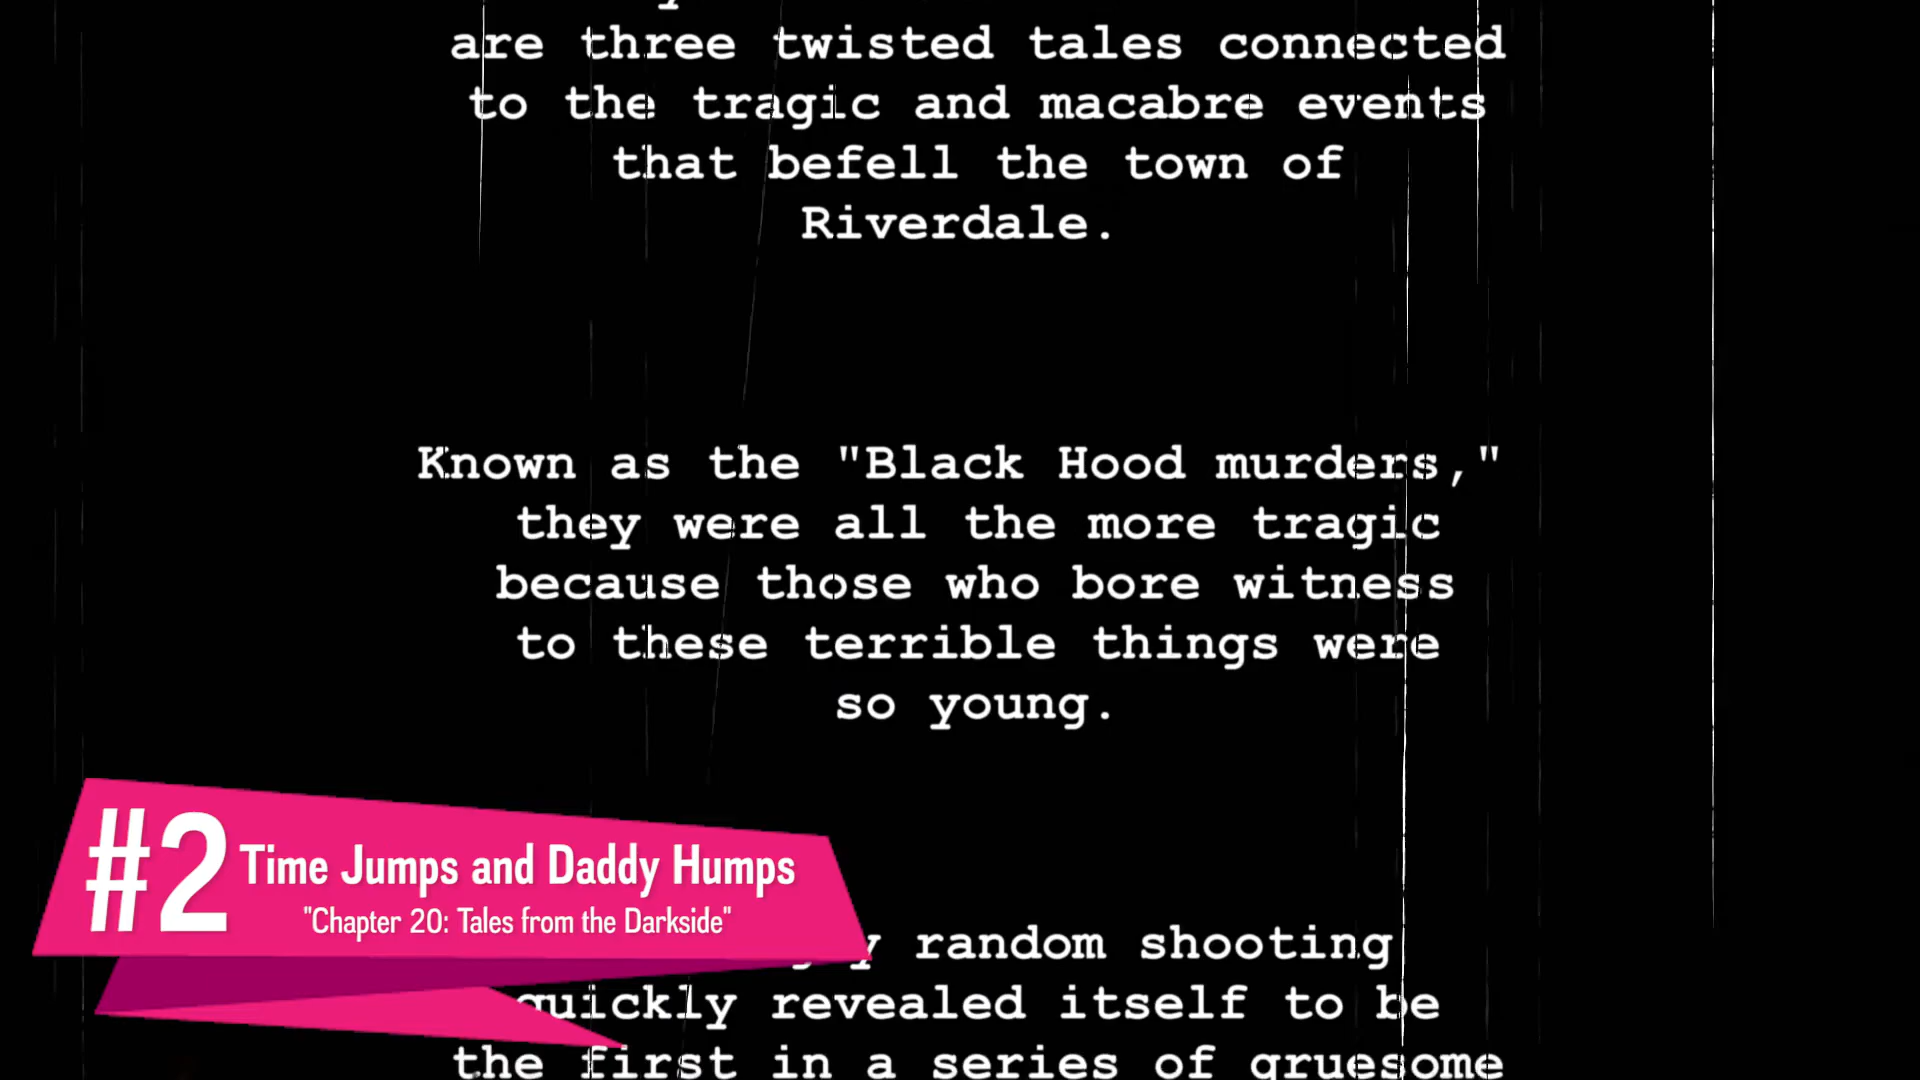 are three twisted tales connected
to the tragic and macabre events
that befell the town of
Riverdale.
Known as the "Black Hood murders,"
they were all the more tragic
because those who bore witness
to these terrible things were
so young.
#2
Time Jumps and Daddy Humps
"Chapter 20: Tales from the Darkside"
random shooting
quickly revealed itself to be
the first in a series of gruesome